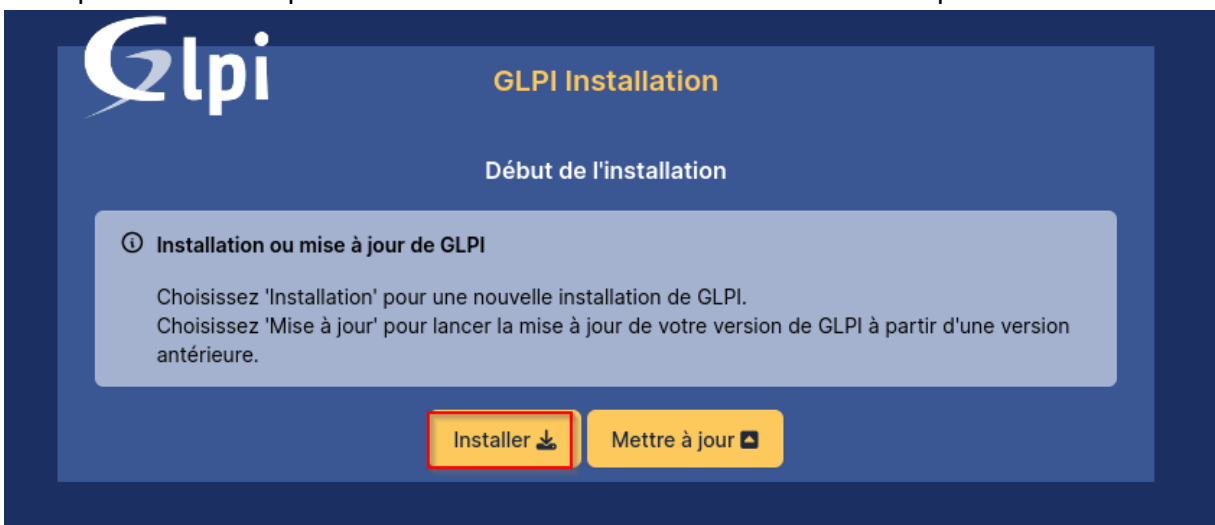 Glpi
GLPI Installation
Début de l'installation
Installation ou mise à jour de GLPI
Choisissez 'Installation' pour une nouvelle installation de GLPI.
Choisissez 'Mise à jour' pour lancer la mise à jour de votre version de GLPI à partir d'une version
antérieure.
Installer
Mettre à jour